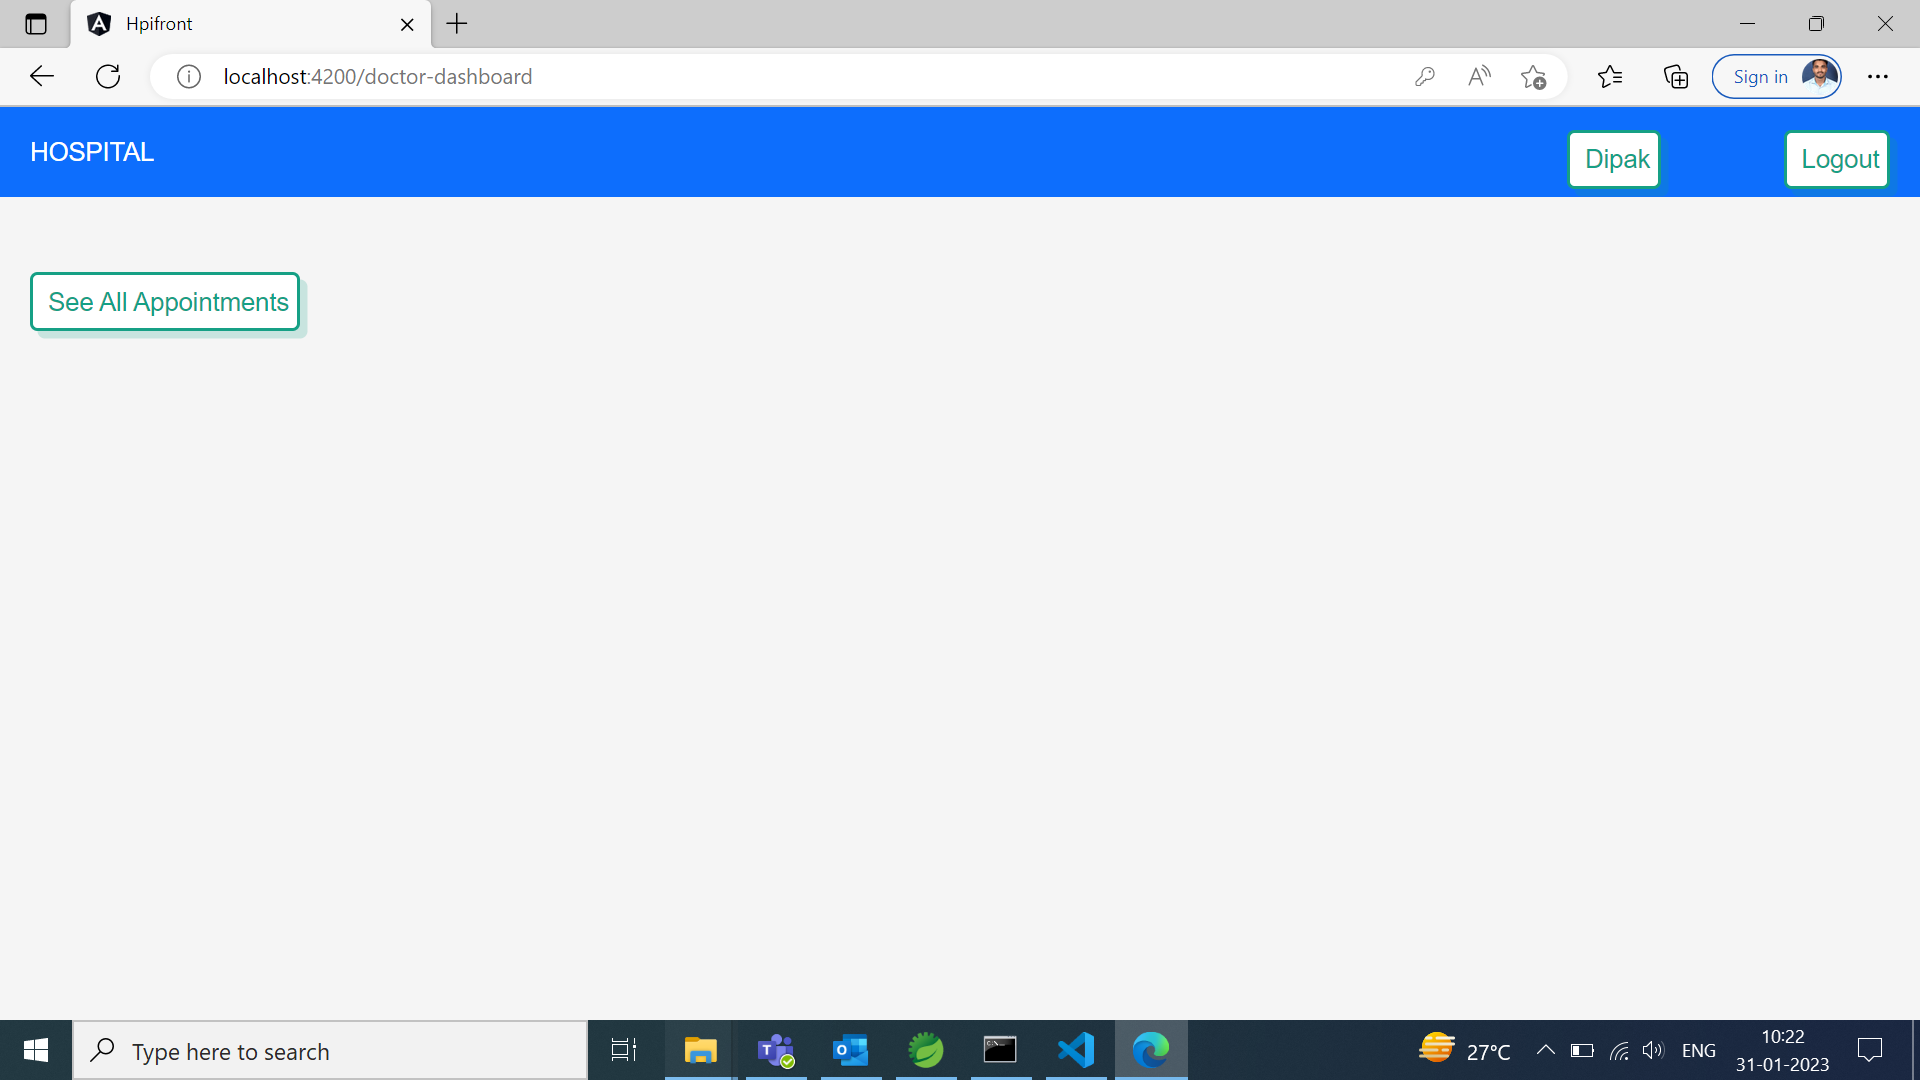 Hpifront
localhost:4200/doctor-dashboard
Sign in
HOSPITAL
Dipak
Logout
See All Appointments
Type here to search
27°C
ENG
10:22
31-01-2023